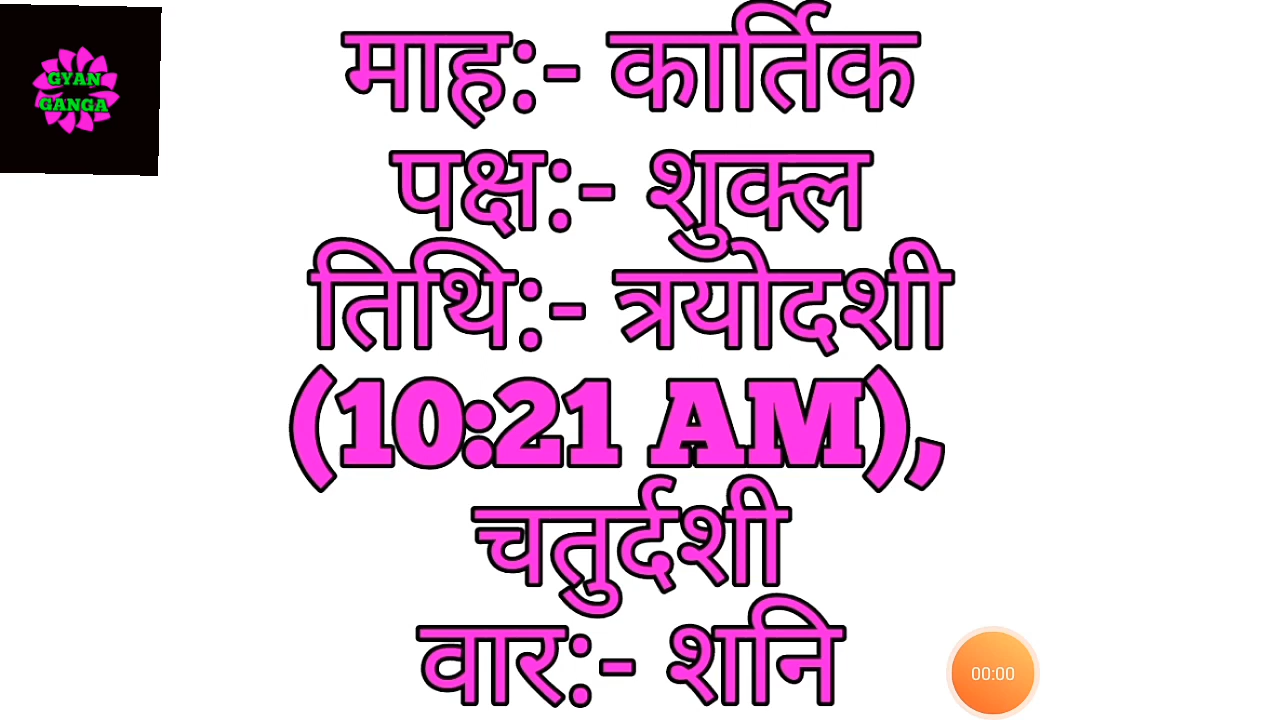 GYAN
GANGA
माह:- कार्तिक
पक्ष:- शुक्ल
तिथि:- त्रयोदशी
(10:21 AM),
चतुर्दशी
वार:- शनि
00:00